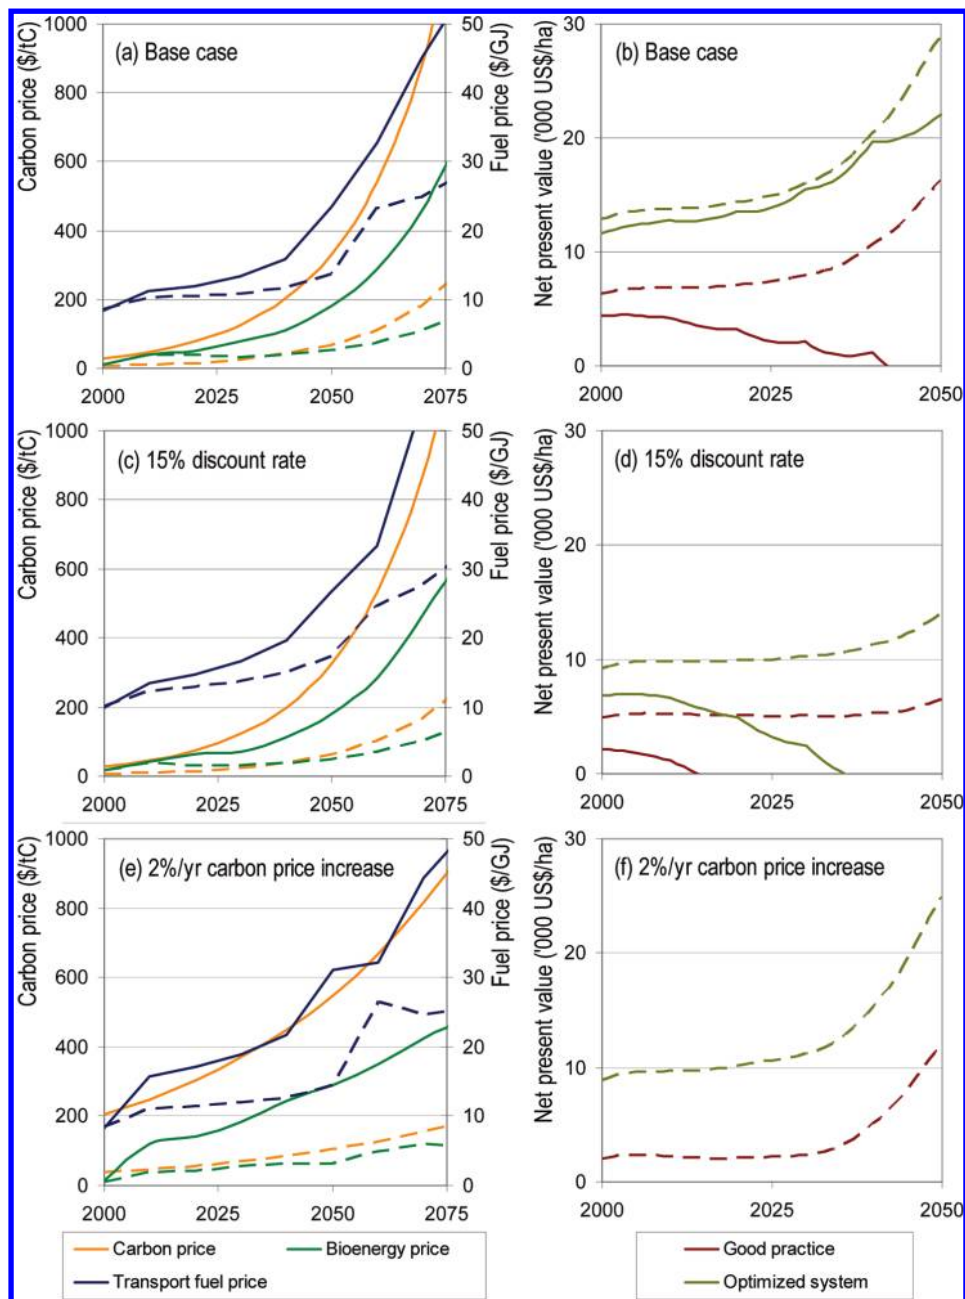 (a) Base case
Carbon price ($/tC)
1000
800
600
400
200
0
Fuel price ($/GJ)
50
40
30
20
10
0
2000 2025 2050 2075
(b) Base case
Net present value ('000 US$/ha)
30
20
10
0
2000 2025 2050
(c) 15% discount rate
Carbon price ($/tC)
1000
800
600
400
200
0
Fuel price ($/GJ)
50
40
30
20
10
0
2000 2025 2050 2075
(d) 15% discount rate
Net present value ('000 US$/ha)
30
20
10
0
2000 2025 2050
(e) 2%/yr carbon price increase
Carbon price ($/tC)
1000
800
600
400
200
0
Fuel price ($/GJ)
50
40
30
20
10
0
2000 2025 2050 2075
(f) 2%/yr carbon price increase
Net present value ('000 US$/ha)
30
20
10
0
2000 2025 2050
Carbon price Bioenergy price
Transport fuel price
Good practice
Optimized system